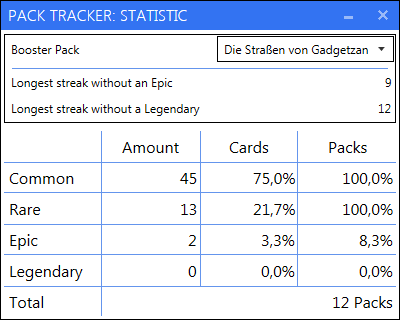 PACK TRACKER: STATISTIC
Booster Pack Die Straßen von Gadgetzan
Longest streak without an Epic 9
Longest streak without a Legendary 12
Amount Cards Packs
Common 45 75,0% 100,0%
Rare 13 21,7% 100,0%
Epic 2 3,3% 8,3%
Legendary 0 0,0% 0,0%
Total 12 Packs